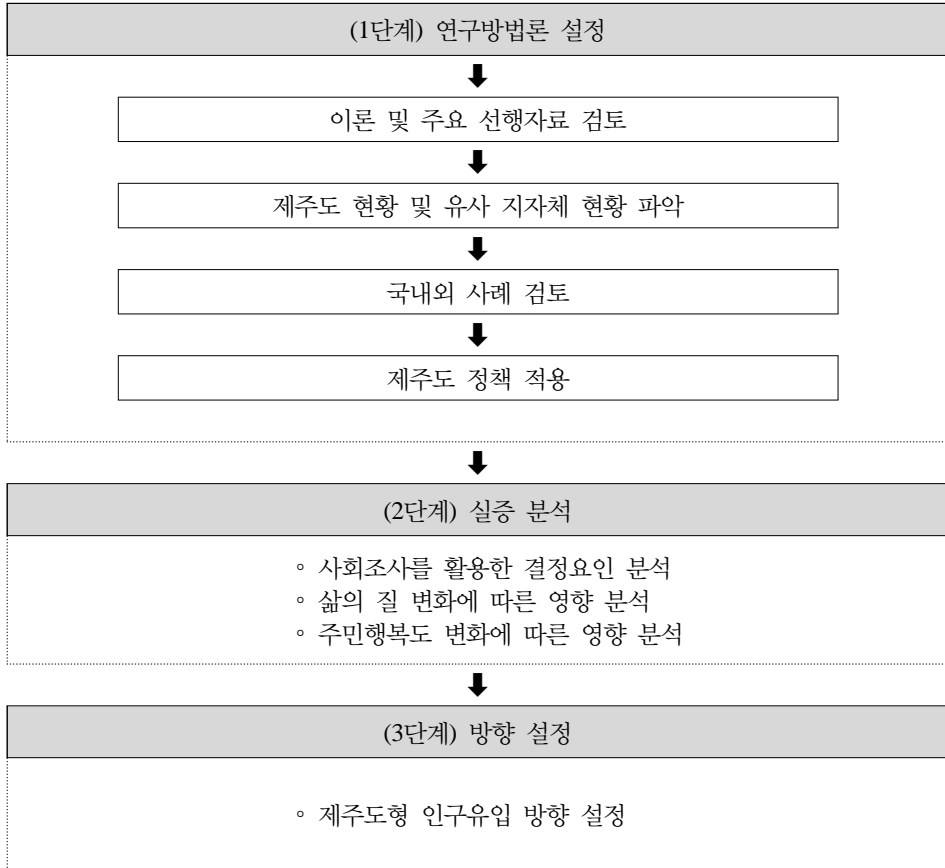 (1단계) 연구방법론 설정
이론 및 주요 선행자료 검토
제주도 현황 및 유사 지자체 현황 파악
국내외 사례 검토
제주도 정책 적용
(2단계) 실증 분석
◦ 사회조사를 활용한 결정요인 분석
◦ 삶의 질 변화에 따른 영향 분석
◦ 주민행복도 변화에 따른 영향 분석
(3단계) 방향 설정
◦ 제주도형 인구유입 방향 설정